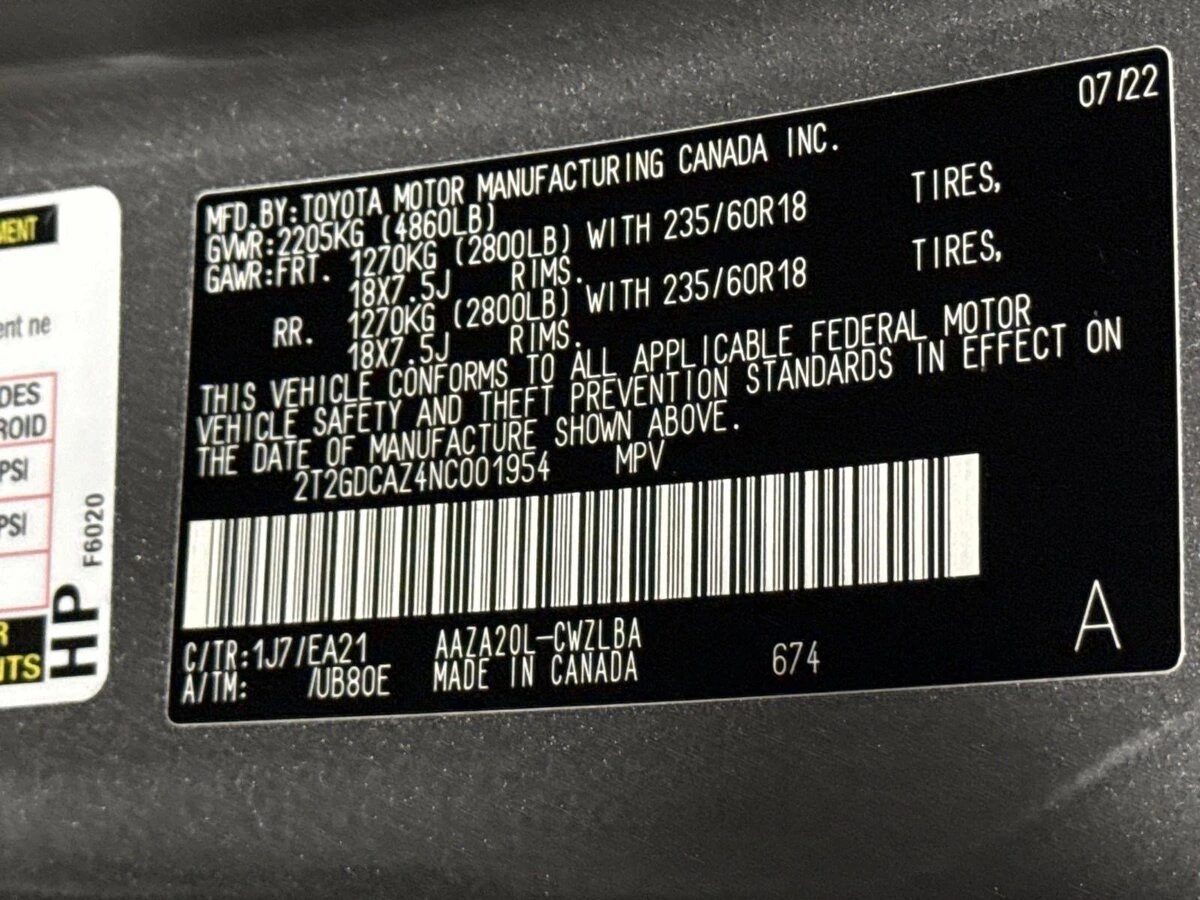 MENT
ent ne
DES
ROID
PSI
PSI
R
NTS
HP
F6020
07/22
MFD.BY:TOYOTA MOTOR MANUFACTURING CANADA INC.
GVWR:2205KG (4860LB)
GAWR:FRT. 1270KG (2800LB) WITH 235/60R18 TIRES,
18X7.5J RIMS.
RR. 1270KG (2800LB) WITH 235/60R18 TIRES,
18X7.5J RIMS.
THIS VEHICLE CONFORMS TO ALL APPLICABLE FEDERAL MOTOR
VEHICLE SAFETY AND THEFT PREVENTION STANDARDS IN EFFECT ON
THE DATE OF MANUFACTURE SHOWN ABOVE.
2T2GDCAZ4NC001954 MPV
C/TR:1J7/EA21 AAZA20L-CWZLBA
A/TM: /UB80E MADE IN CANADA 674
A